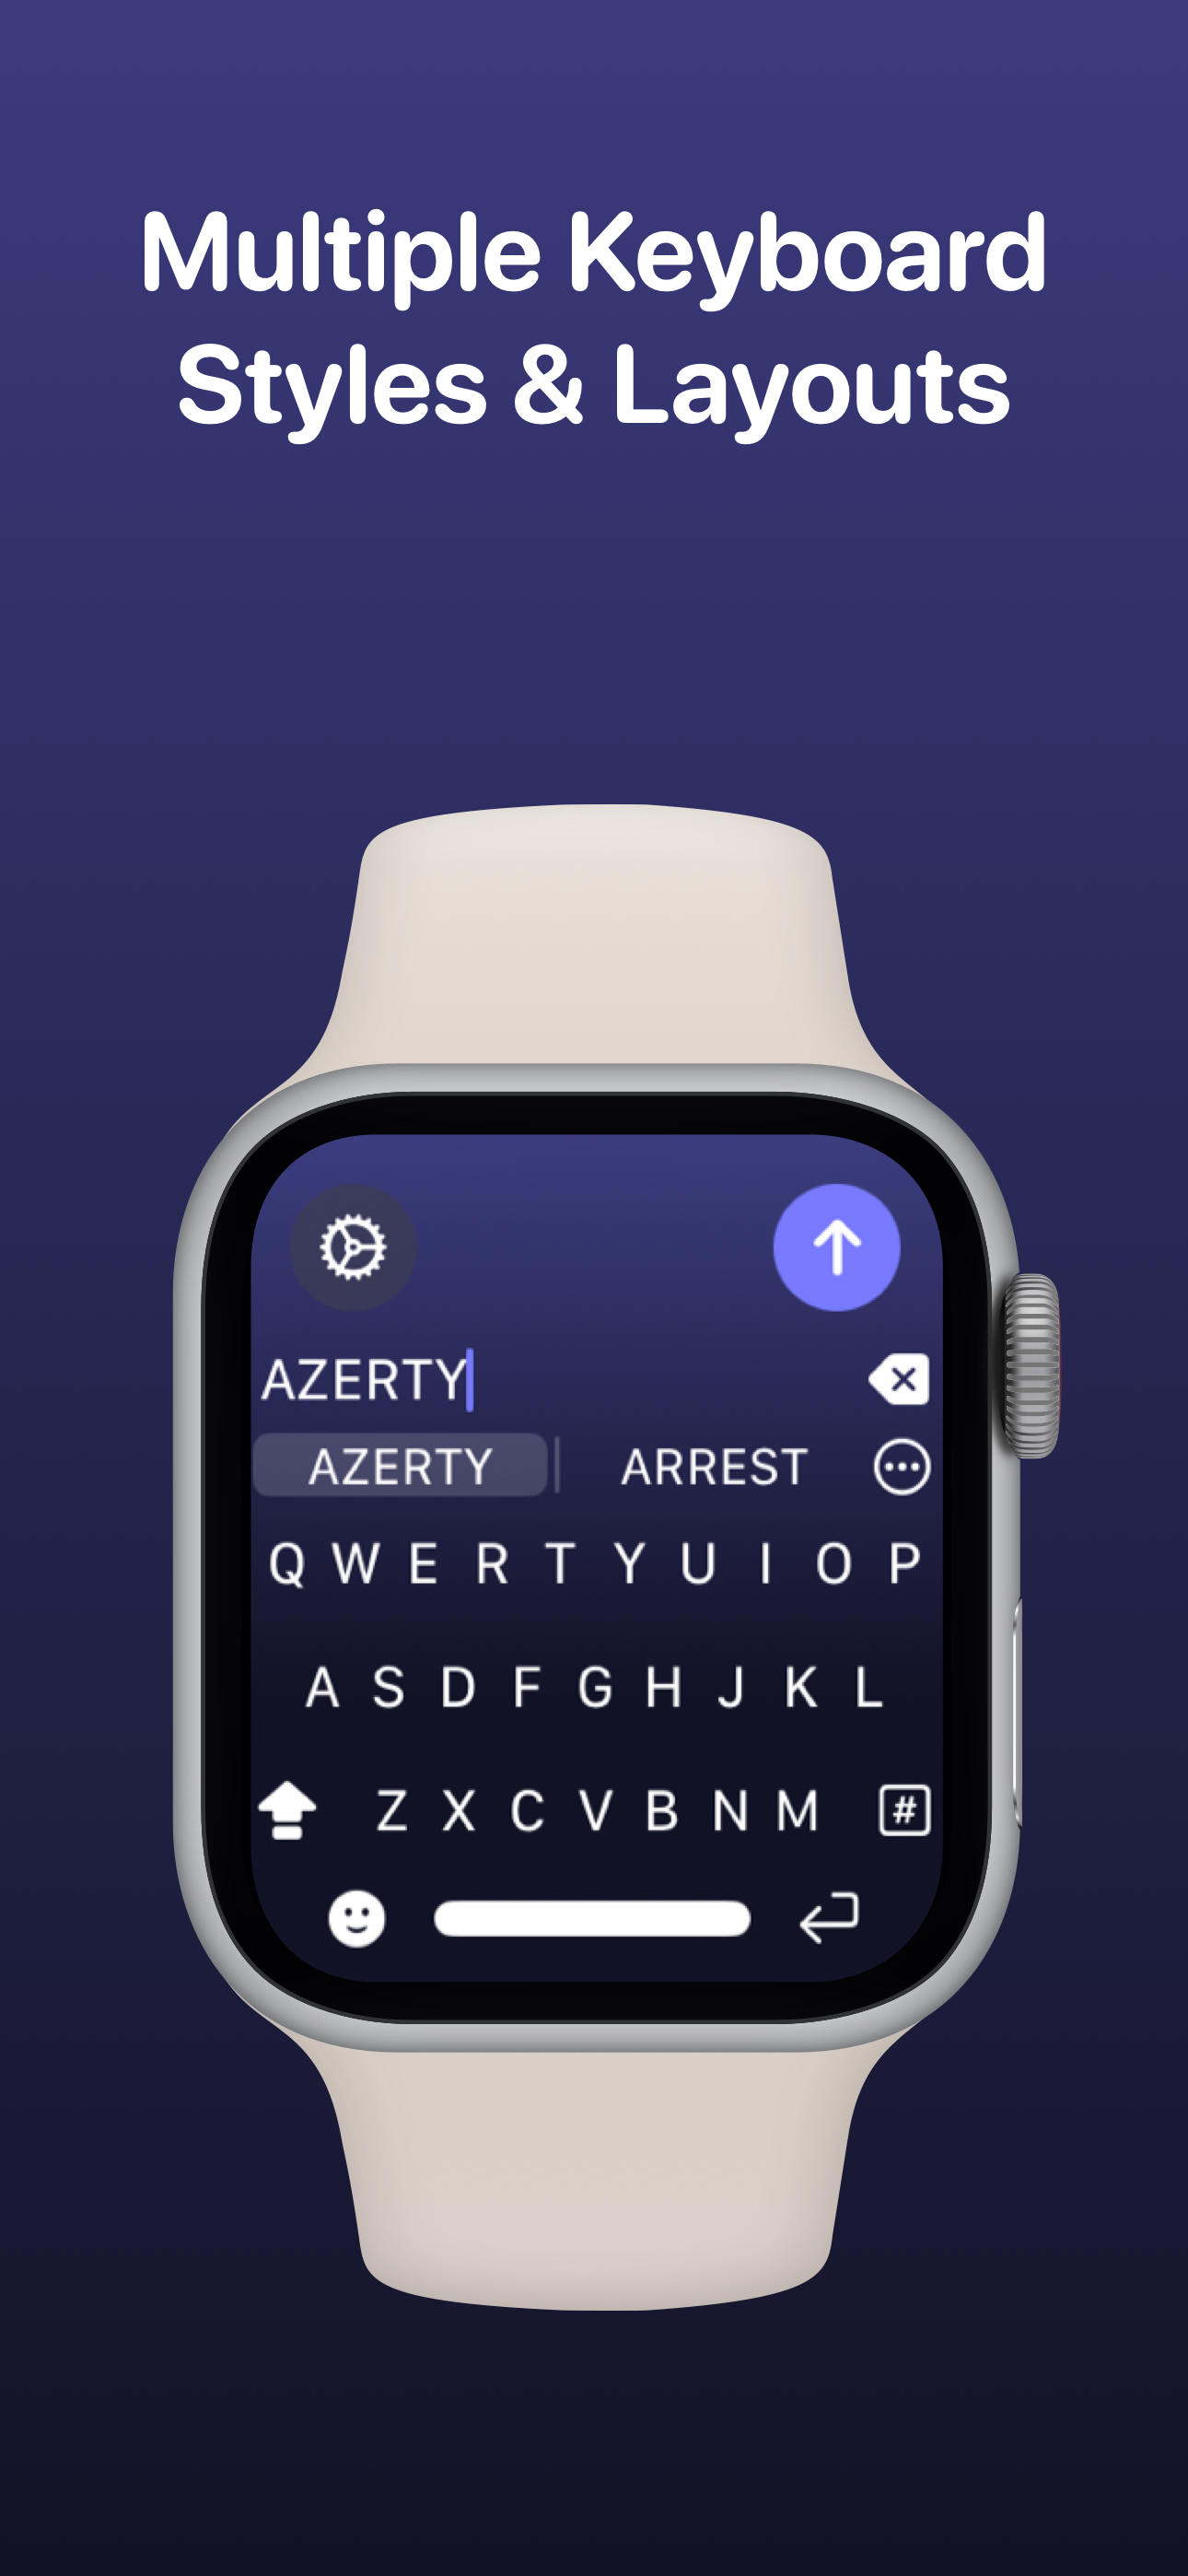 Multiple Keyboard
Styles & Layouts
AZERTY
AZERTY ARREST
Q W E R T Y U I O P
A S D F G H J K L
Z X C V B N M #